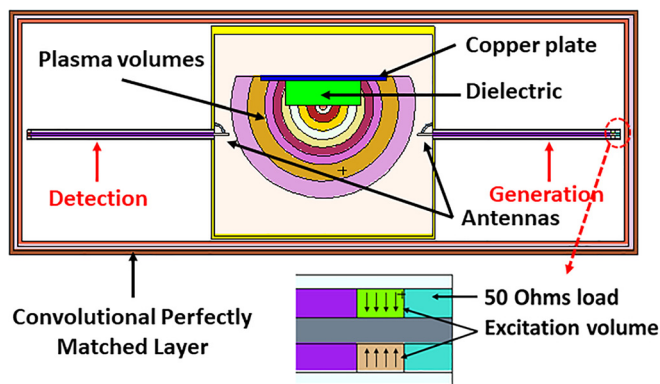 Copper plate
Plasma volumes
Dielectric
Detection
Generation
Antennas
Convolutional Perfectly
Matched Layer
50 Ohms load
Excitation volume